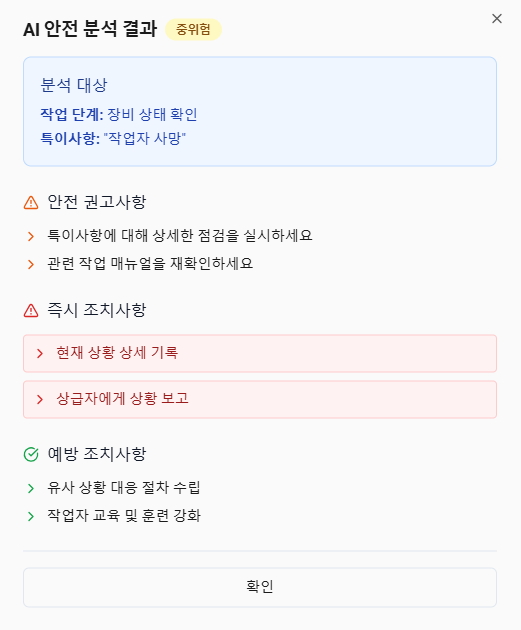 AI 안전 분석 결과 중위험
분석 대상
작업 단계: 장비 상태 확인
특이사항: "작업자 사망"
안전 권고사항
특이사항에 대해 상세한 점검을 실시하세요
관련 작업 매뉴얼을 재확인하세요
즉시 조치사항
현재 상황 상세 기록
상급자에게 상황 보고
예방 조치사항
유사 상황 대응 절차 수립
작업자 교육 및 훈련 강화
확인